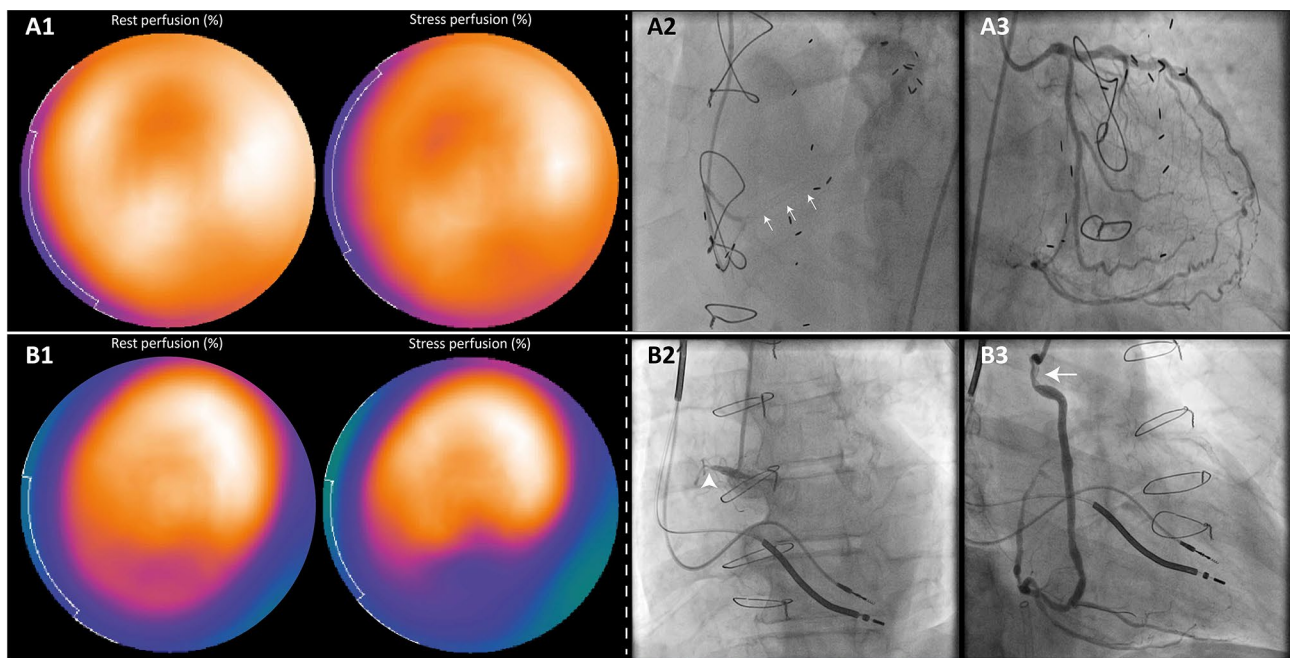 A1
Rest perfusion (%)
Stress perfusion (%)
A2
A3
B1
Rest perfusion (%)
Stress perfusion (%)
B2
B3